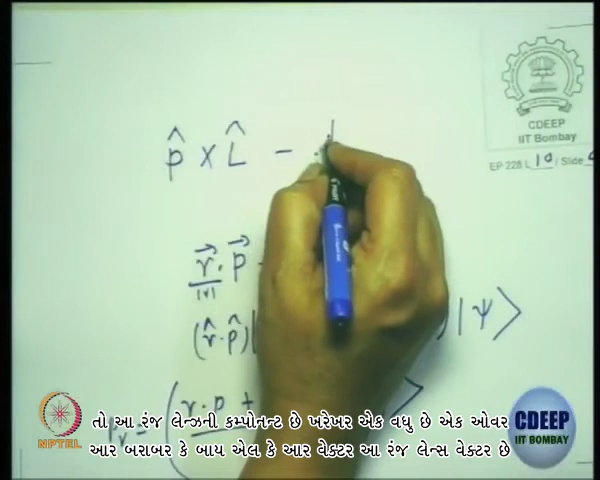 CDEEP
IIT Bombay
EP 228 L 10 / Slide
p̂ × L̂ -
r⃗ . p⃗
|r|
(r̂ . p̂) | ) | ψ ⟩
r . p +
તો આ રંજ લેન્ઝની કમ્પોનન્ટ છે ખરેખર એક વધુ છે એક ઓવર
આર બરાબર કે બાય એલ કે આર વેક્ટર આ રંજ લેન્સ વેક્ટર છે
NPTEL
CDEEP
IIT BOMBAY